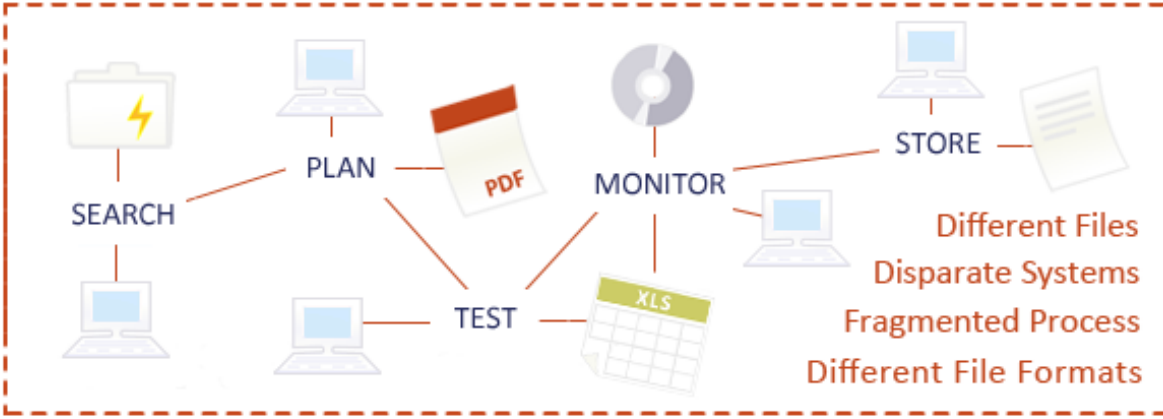 SEARCH
PLAN
PDF
TEST
XLS
MONITOR
STORE
Different Files
Disparate Systems
Fragmented Process
Different File Formats